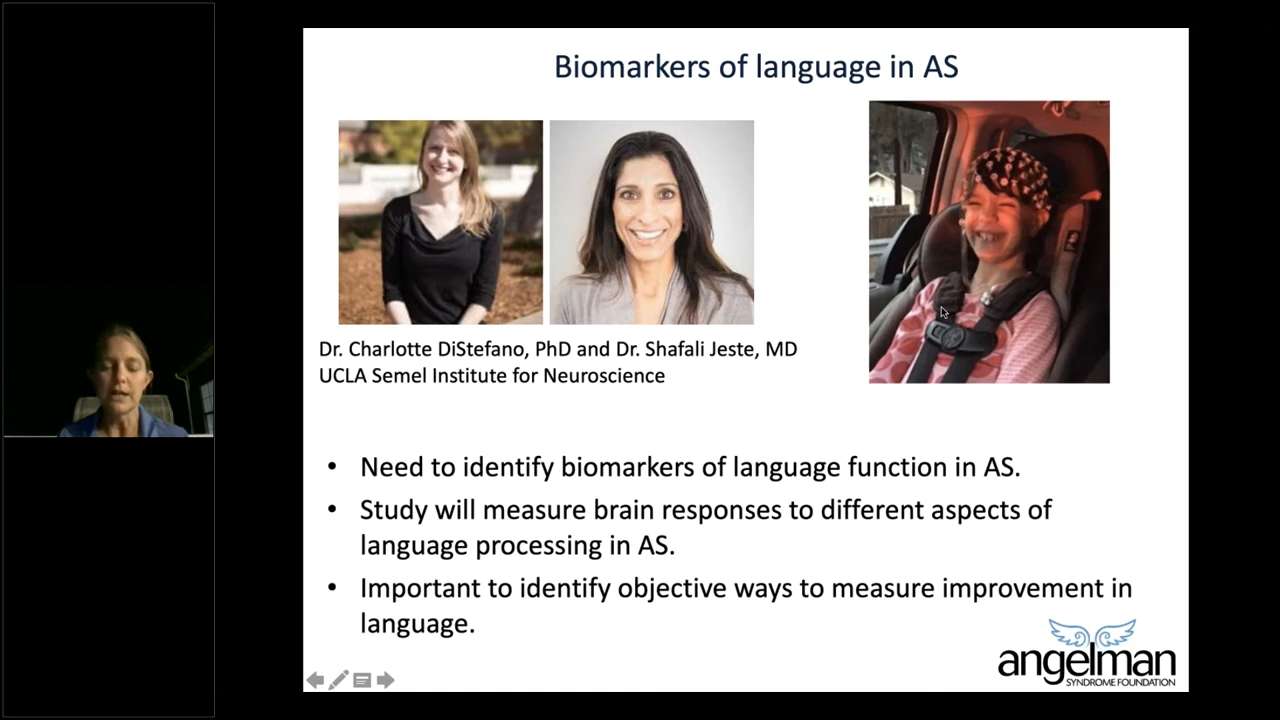 Biomarkers of language in AS
Dr. Charlotte DiStefano, PhD and Dr. Shafali Jeste, MD
UCLA Semel Institute for Neuroscience
• Need to identify biomarkers of language function in AS.
• Study will measure brain responses to different aspects of
language processing in AS.
• Important to identify objective ways to measure improvement in
language.
angelman
SYNDROME FOUNDATION